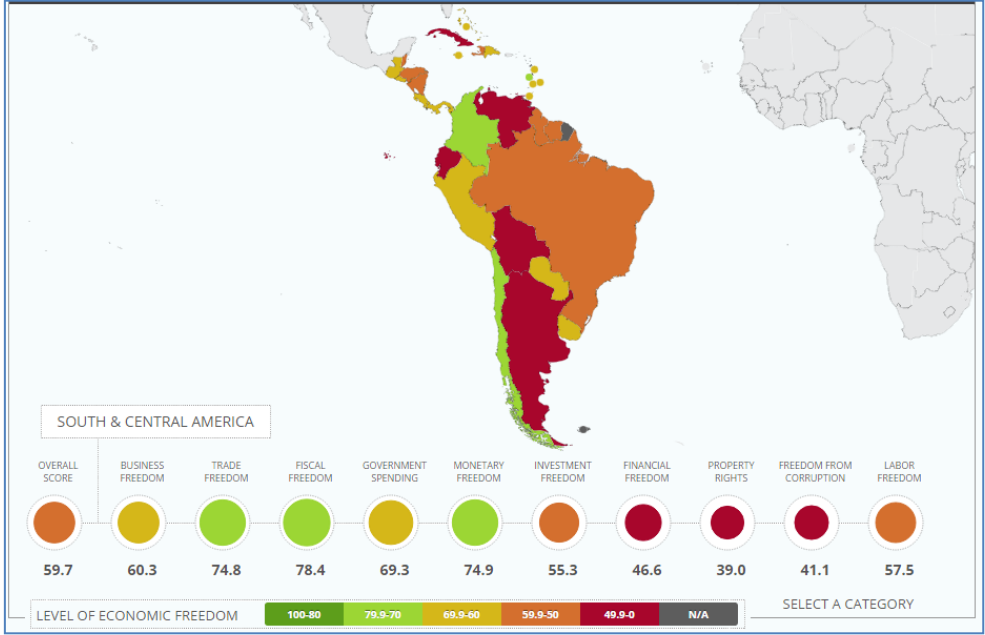 SOUTH & CENTRAL AMERICA
OVERALL
SCORE
BUSINESS
FREEDOM
TRADE
FREEDOM
FISCAL
FREEDOM
GOVERNMENT
SPENDING
MONETARY
FREEDOM
INVESTMENT
FREEDOM
FINANCIAL
FREEDOM
PROPERTY
RIGHTS
FREEDOM FROM
CORRUPTION
LABOR
FREEDOM
59.7 60.3 74.8 78.4 69.3 74.9 55.3 46.6 39.0 41.1 57.5
LEVEL OF ECONOMIC FREEDOM 100-80 79.9-70 69.9-60 59.9-50 49.9-0 N/A
SELECT A CATEGORY